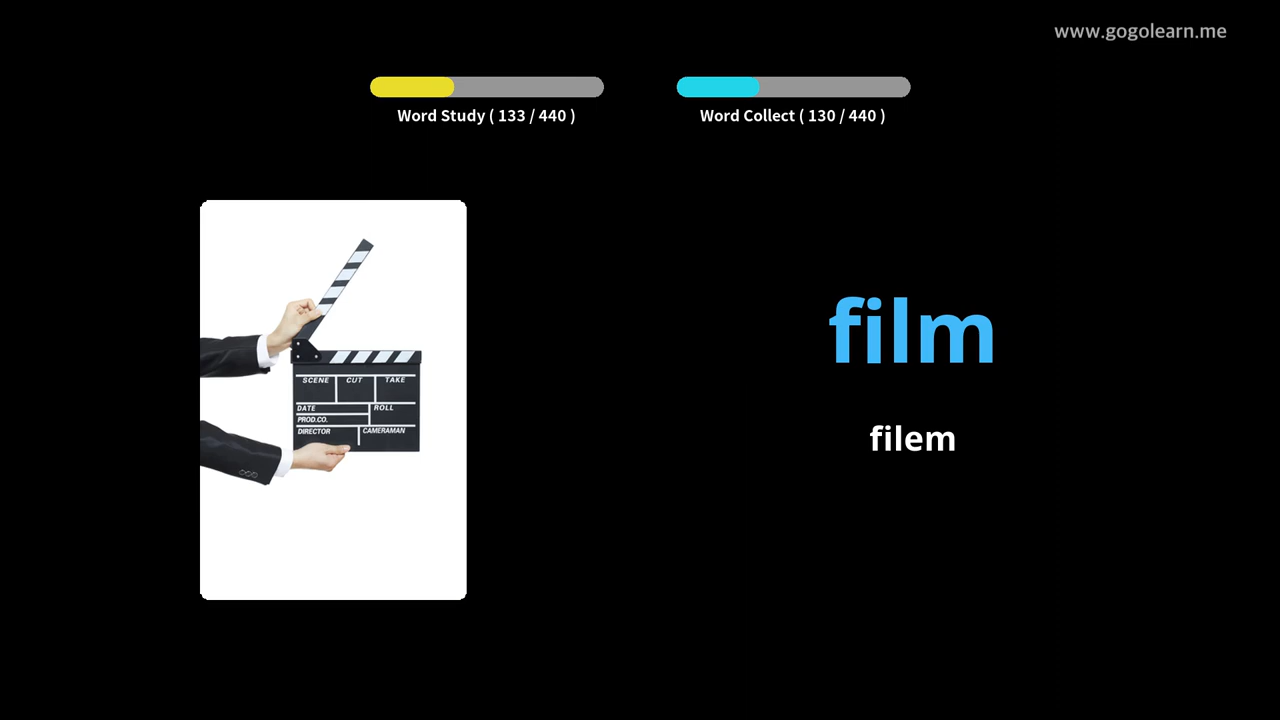 www.gogolearn.me
Word Study ( 133 / 440 )
Word Collect ( 130 / 440 )
film
filem
SCENE CUT TAKE
DATE ROLL
PROD.CO.
DIRECTOR CAMERAMAN